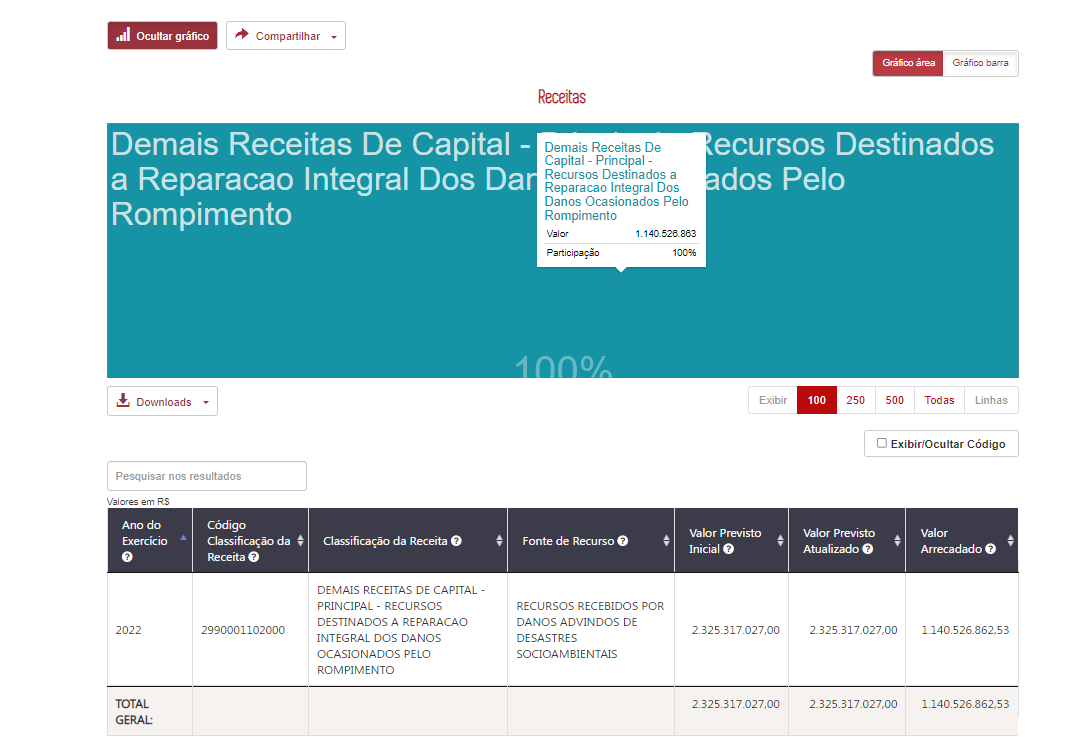 Ocultar gráfico
Compartilhar
Gráfico área
Gráfico barra
Receitas
Demais Receitas De Capital - Recursos Destinados
a Reparacao Integral Dos Dan ados Pelo
Rompimento
Demais Receitas De
Capital - Principal -
Recursos Destinados a
Reparação Integral Dos
Danos Ocasionados Pelo
Rompimento
Valor 1.140.526.863
Participação 100%
100%
Downloads
Exibir 100 250 500 Todas Linhas
Exibir/Ocultar Código
Pesquisar nos resultados
Valores em R$
Ano do
Exercício
Código
Classificação da
Receita
Classificação da Receita
Fonte de Recurso
Valor Previsto
Inicial
Valor Previsto
Atualizado
Valor
Arrecadado
2022
2990001102000
DEMAIS RECEITAS DE CAPITAL -
PRINCIPAL - RECURSOS
DESTINADOS A REPARACAO
INTEGRAL DOS DANOS
OCASIONADOS PELO
ROMPIMENTO
RECURSOS RECEBIDOS POR
DANOS ADVINDOS DE
DESASTRES
SOCIOAMBIENTAIS
2.325.317.027,00
2.325.317.027,00
1.140.526.862,53
TOTAL
GERAL:
2.325.317.027,00
2.325.317.027,00
1.140.526.862,53